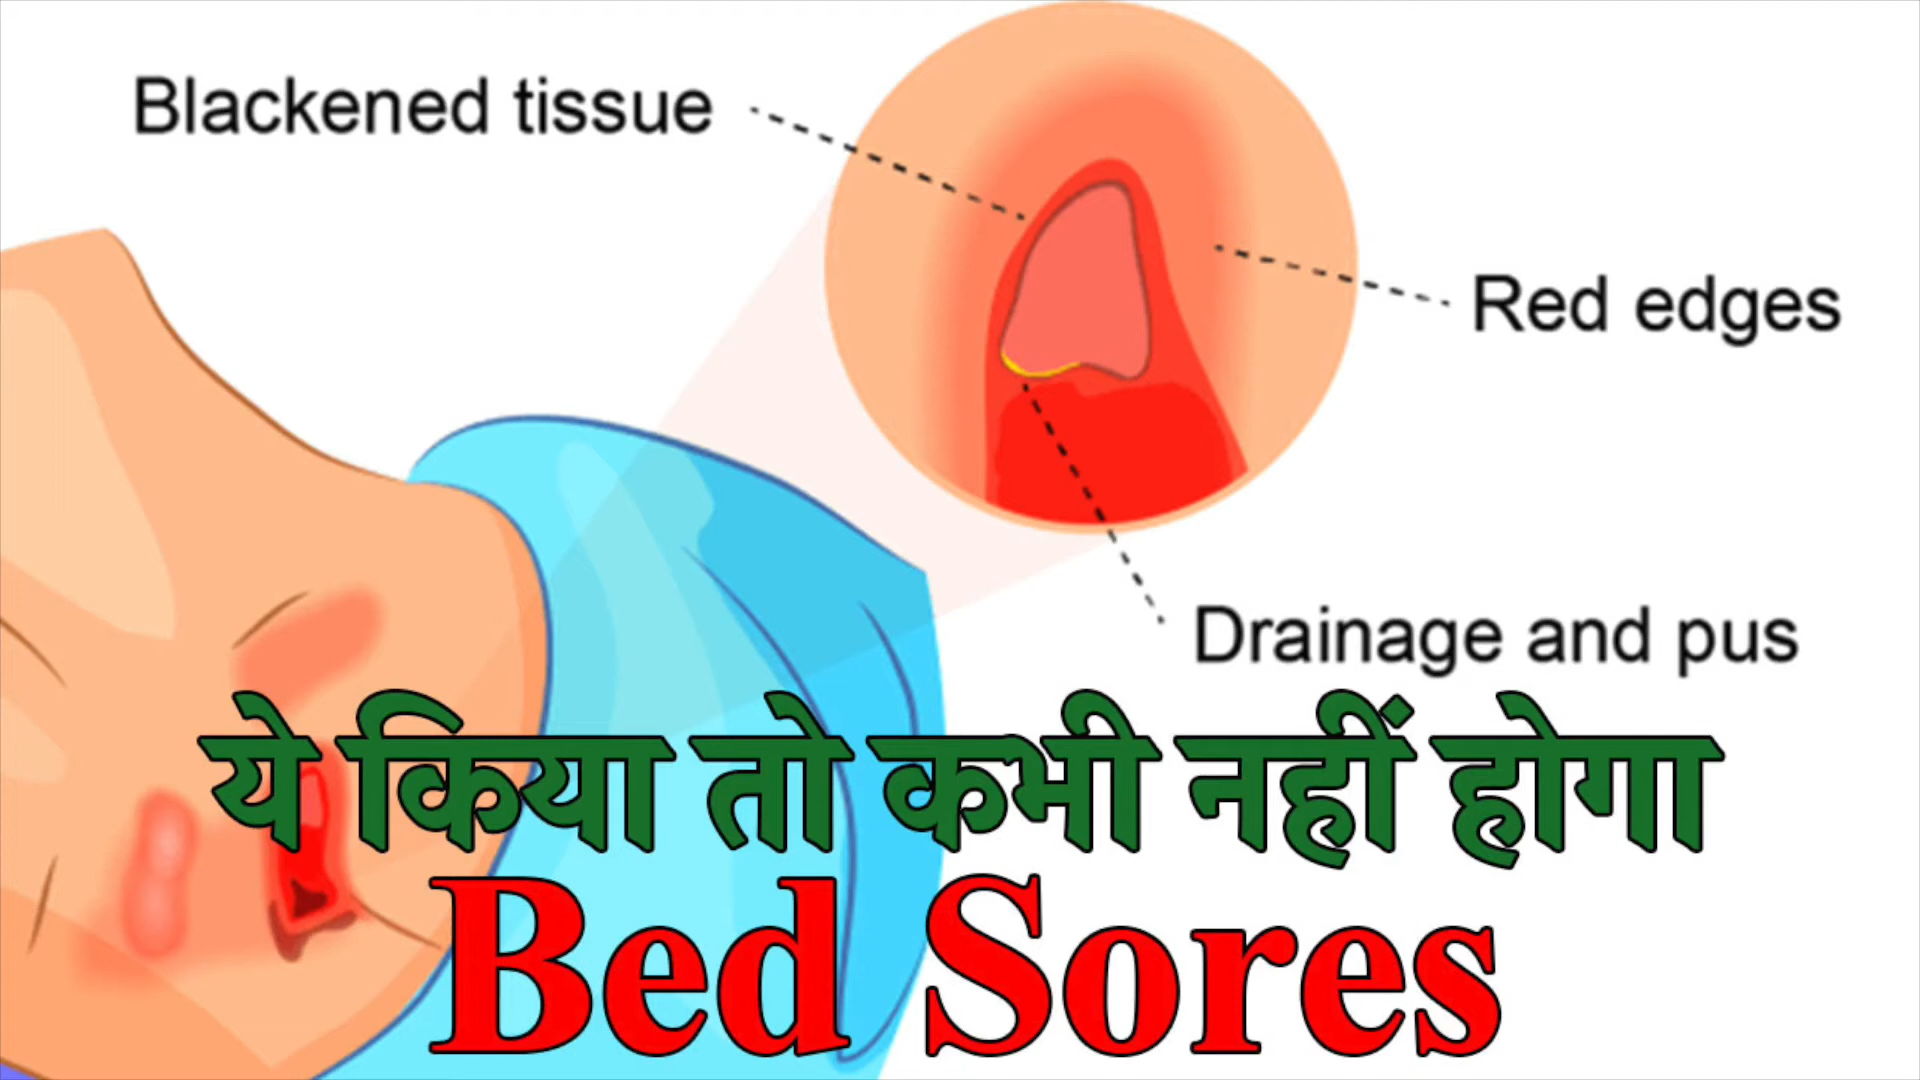 Blackened tissue
Red edges
Drainage and pus
ये किया तो कभी नहीं होगा
Bed Sores